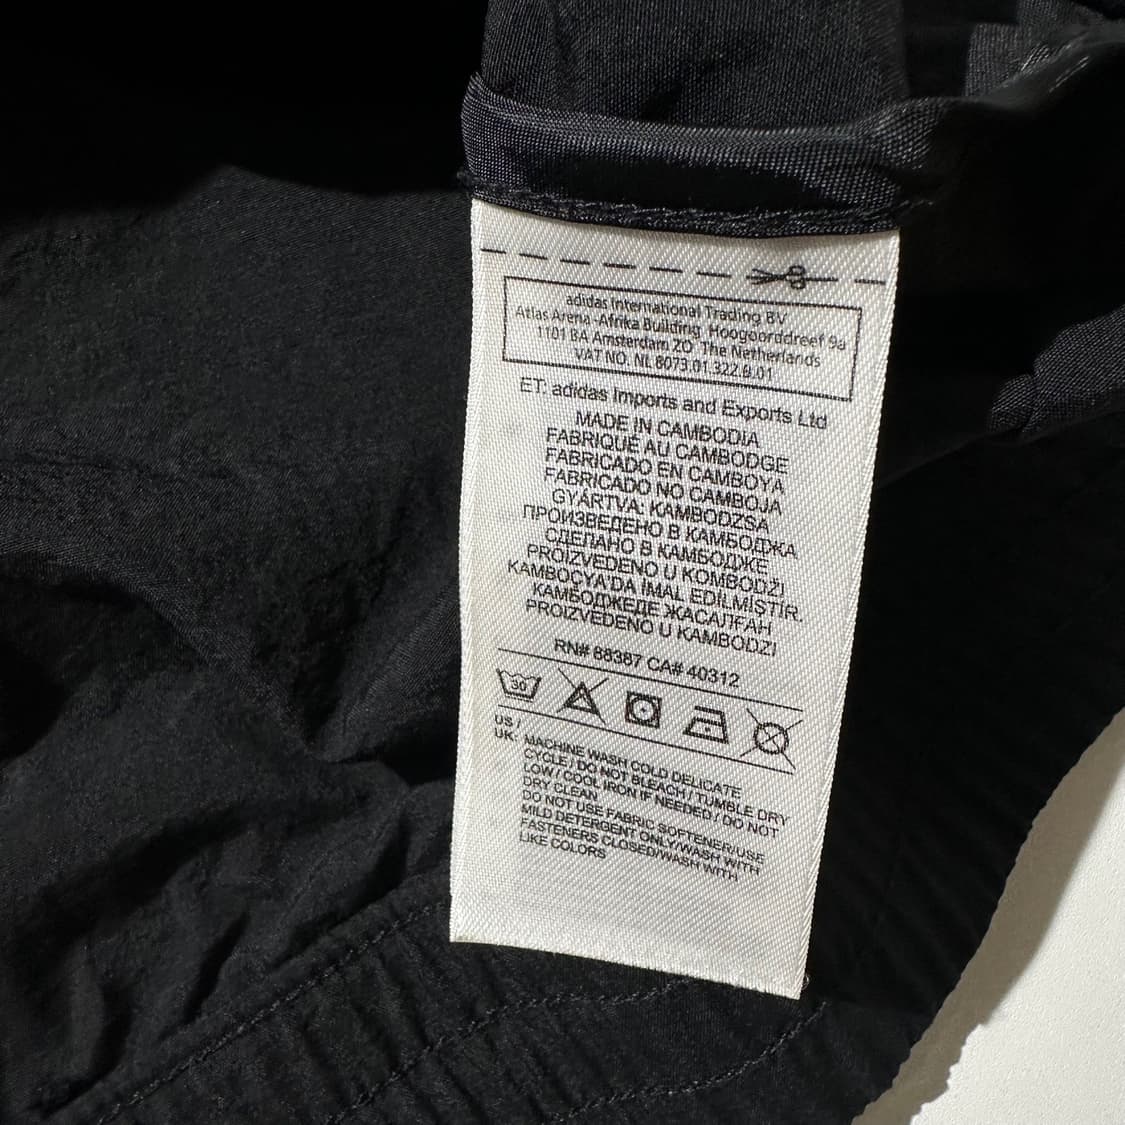 adidas International Trading BV
Atlas Arena-Afrika Building Hoogoorddreef 9a
1101 BA Amsterdam ZO The Netherlands
VAT NO. NL 8073.01.322.B.01
ET: adidas Imports and Exports Ltd
MADE IN CAMBODIA
FABRIQUÉ AU CAMBODGE
FABRICADO EN CAMBOYA
FABRICADO NO CAMBOJA
GYÁRTVA: KAMBODZSA
ПРОИЗВЕДЕНО В КАМБОДЖА
СДЕЛАНО В КАМБОДЖЕ
PROIZVEDENO U KOMBODŽI
KAMBOÇYA'DA İMAL EDİLMİŞTİR.
КАМБОДЖЕДЕ ЖАСАЛҒАН
PROIZVEDENO U KAMBODZI
RN# 88387 CA# 40312
30
US /
UK: MACHINE WASH COLD DELICATE
CYCLE / DO NOT BLEACH / TUMBLE DRY
LOW / COOL IRON IF NEEDED / DO NOT
DRY CLEAN
DO NOT USE FABRIC SOFTENER/USE
MILD DETERGENT ONLY/WASH WITH
FASTENERS CLOSED/WASH WITH
LIKE COLORS